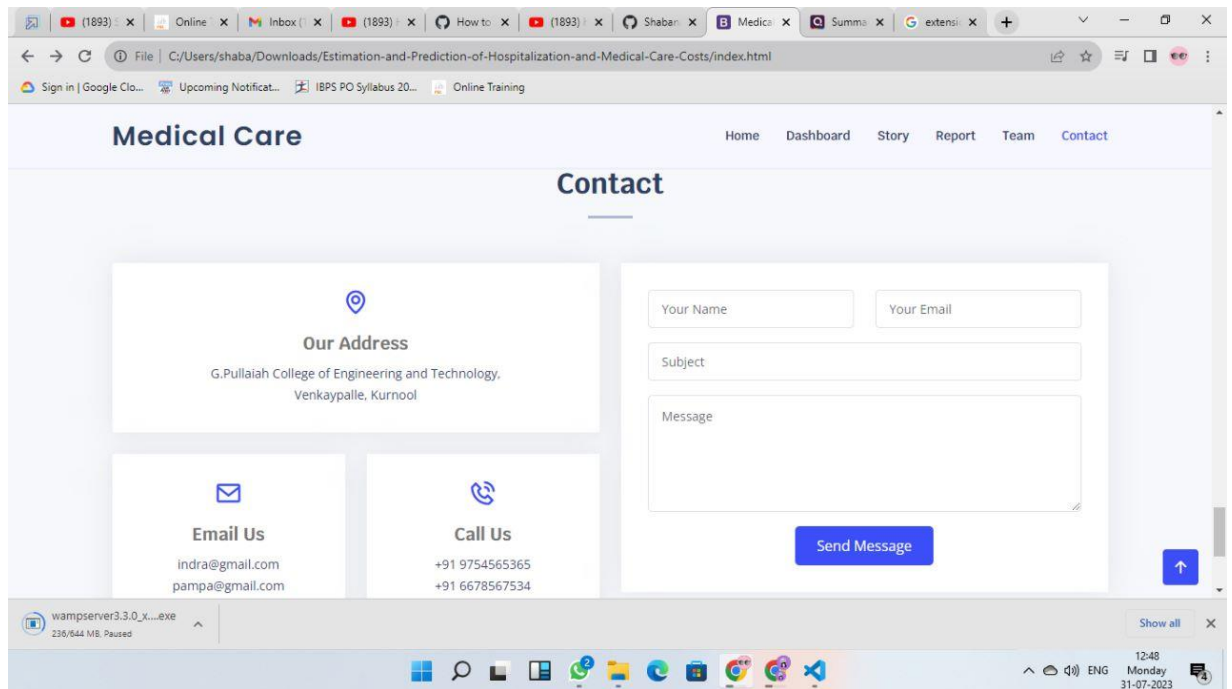 (1893)
Online
Inbox (
(1893)
How to
(1893)
Shaban
Medica
Summa
extensi
File | C:/Users/shaba/Downloads/Estimation-and-Prediction-of-Hospitalization-and-Medical-Care-Costs/index.html
Sign in | Google Clo... Upcoming Notificat... IBPS PO Syllabus 20... Online Training
Medical Care
Home Dashboard Story Report Team Contact
Contact
Our Address
G.Pullaiah College of Engineering and Technology,
Venkaypalle, Kurnool
Email Us
indra@gmail.com
pampa@gmail.com
Call Us
+91 9754565365
+91 6678567534
Your Name Your Email
Subject
Message
Send Message
wampserver3.3.0_x....exe
236/644 MB, Paused
Show all
2
ENG
12:48
Monday
31-07-2023
4